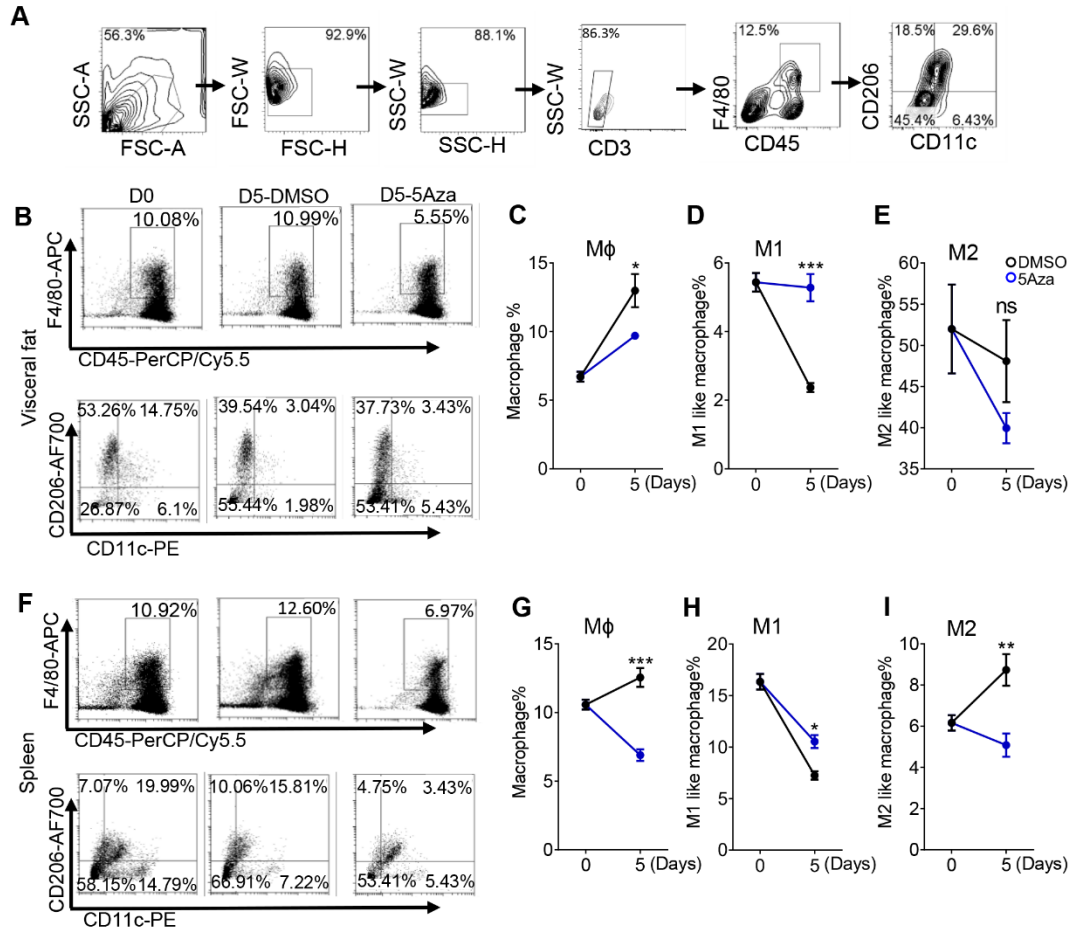 A
56.3%
SSC-A
FSC-A
92.9%
FSC-W
FSC-H
88.1%
SSC-W
SSC-H
86.3%
SSC-W
CD3
12.5%
F4/80
CD45
18.5% 29.6%
CD206
45.4% 6.43%
CD11c
B
Visceral fat
D0 D5-DMSO D5-5Aza
10.08% 10.99% 5.55%
F4/80-APC
CD45-PerCP/Cy5.5
53.26% 14.75% 39.54% 3.04% 37.73% 3.43%
CD206-AF700
26.87% 6.1% 55.44% 1.98% 53.41% 5.43%
CD11c-PE
C
Mϕ
15
10
5
0
Macrophage %
*
0 5 (Days)
D
M1
6
4
2
0
M1 like macrophage%
***
0 5 (Days)
E
M2
DMSO
5Aza
60
55
50
45
40
35
M2 like macrophage%
ns
0 5 (Days)
F
Spleen
10.92% 12.60% 6.97%
F4/80-APC
CD45-PerCP/Cy5.5
7.07% 19.99% 10.06% 15.81% 4.75% 3.43%
CD206-AF700
58.15% 14.79% 66.91% 7.22% 53.41% 5.43%
CD11c-PE
G
Mϕ
15
10
5
0
Macrophage%
***
0 5 (Days)
H
M1
20
15
10
5
0
M1 like macrophage%
*
0 5 (Days)
I
M2
10
8
6
4
2
0
M2 like macrophage%
**
0 5 (Days)